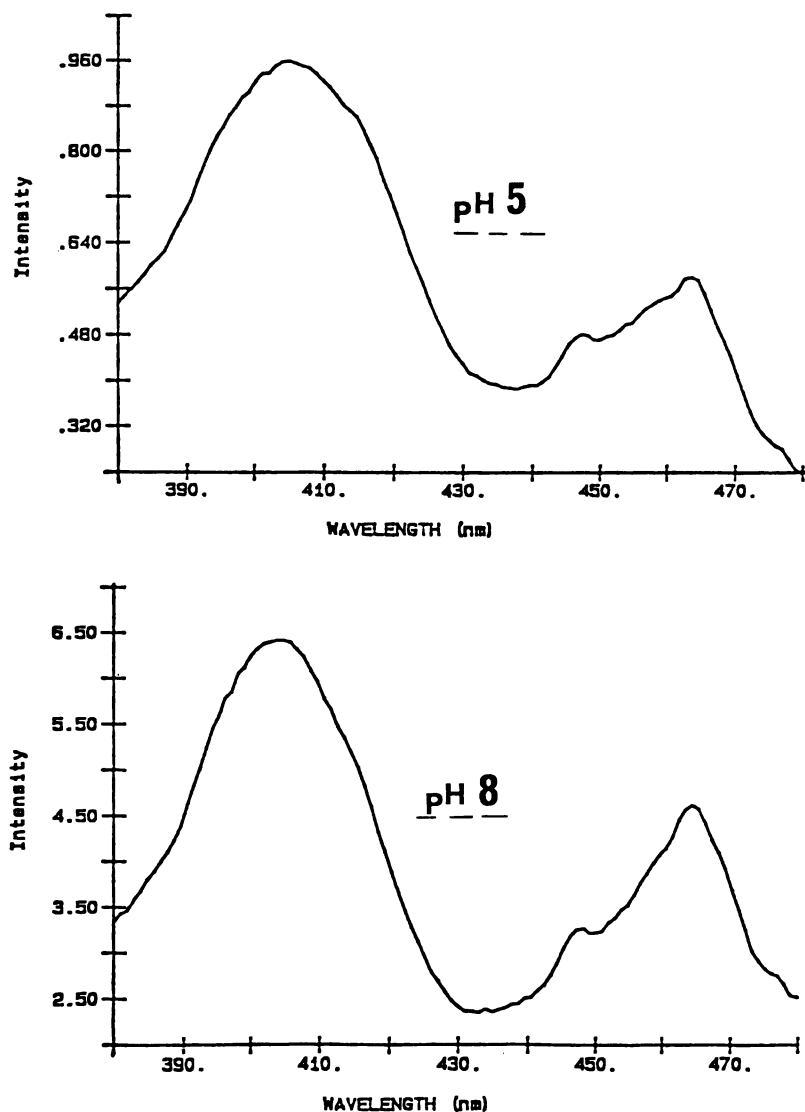 .960
.800
.640
.480
.320
Intensity
pH 5
390. 410. 430. 450. 470.
WAVELENGTH (nm)
6.50
5.50
4.50
3.50
2.50
Intensity
pH 8
390. 410. 430. 450. 470.
WAVELENGTH (nm)